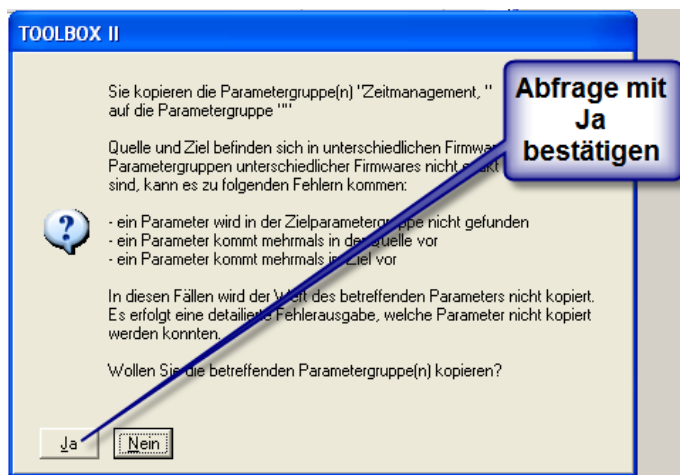 TOOLBOX II
Sie kopieren die Parametergruppe(n) "Zeitmanagement, "
auf die Parametergruppe ""
Quelle und Ziel befinden sich in unterschiedlichen
Parametergruppen unterschiedlicher Firmwares nicht
sind, kann es zu folgenden Fehlern kommen:
- ein Parameter wird in der Zielparametergruppe nicht gefunden
- ein Parameter kommt mehrmals in der Quelle vor
- ein Parameter kommt mehrmals im Ziel vor
In diesen Fällen wird der Wert des betreffenden Parameters nicht kopiert.
Es erfolgt eine detailierte Fehlerausgabe, welche Parameter nicht kopiert
werden konnten.
Wollen Sie die betreffenden Parametergruppe(n) kopieren?
Ja
Nein
Abfrage mit
Ja
bestätigen